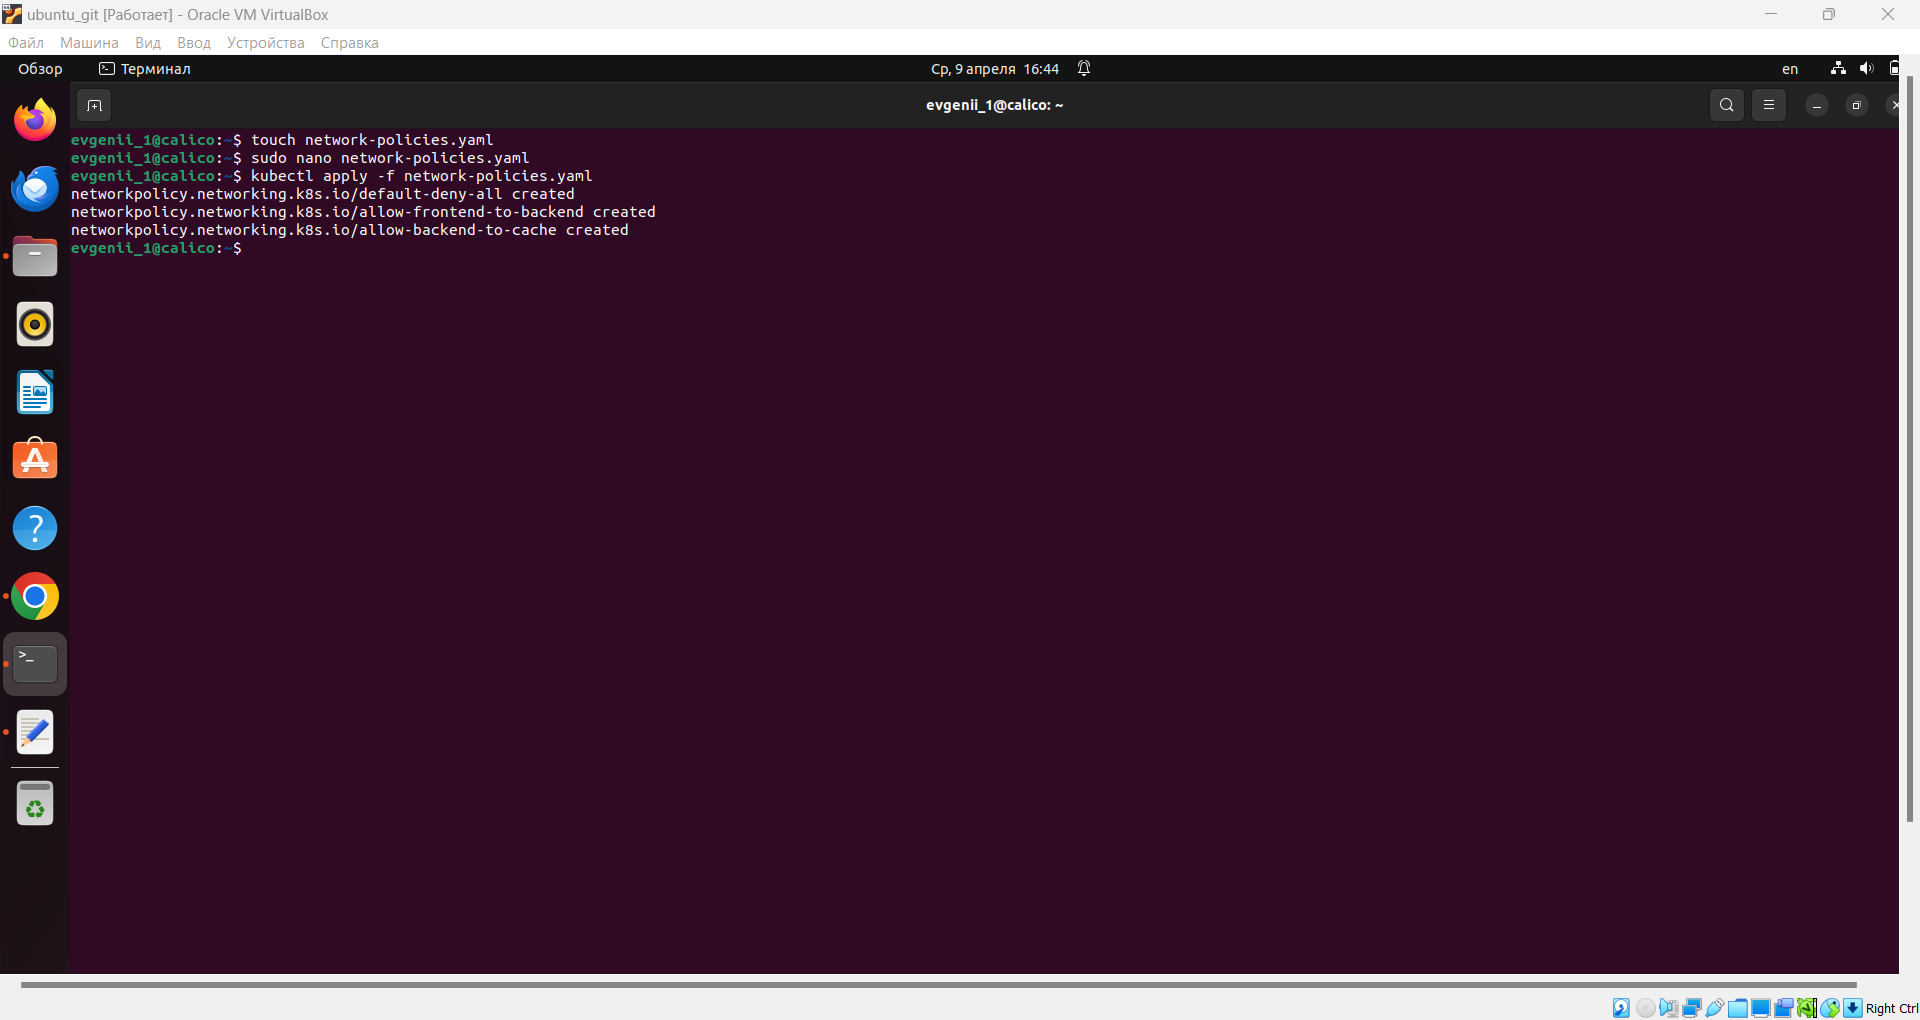 ubuntu_git [Работает] - Oracle VM VirtualBox
Файл Машина Вид Ввод Устройства Справка
Обзор Терминал Ср, 9 апреля 16:44 en
evgenii_1@calico: ~
evgenii_1@calico:~$ touch network-policies.yaml
evgenii_1@calico:~$ sudo nano network-policies.yaml
evgenii_1@calico:~$ kubectl apply -f network-policies.yaml
networkpolicy.networking.k8s.io/default-deny-all created
networkpolicy.networking.k8s.io/allow-frontend-to-backend created
networkpolicy.networking.k8s.io/allow-backend-to-cache created
evgenii_1@calico:~$
Right Ctrl